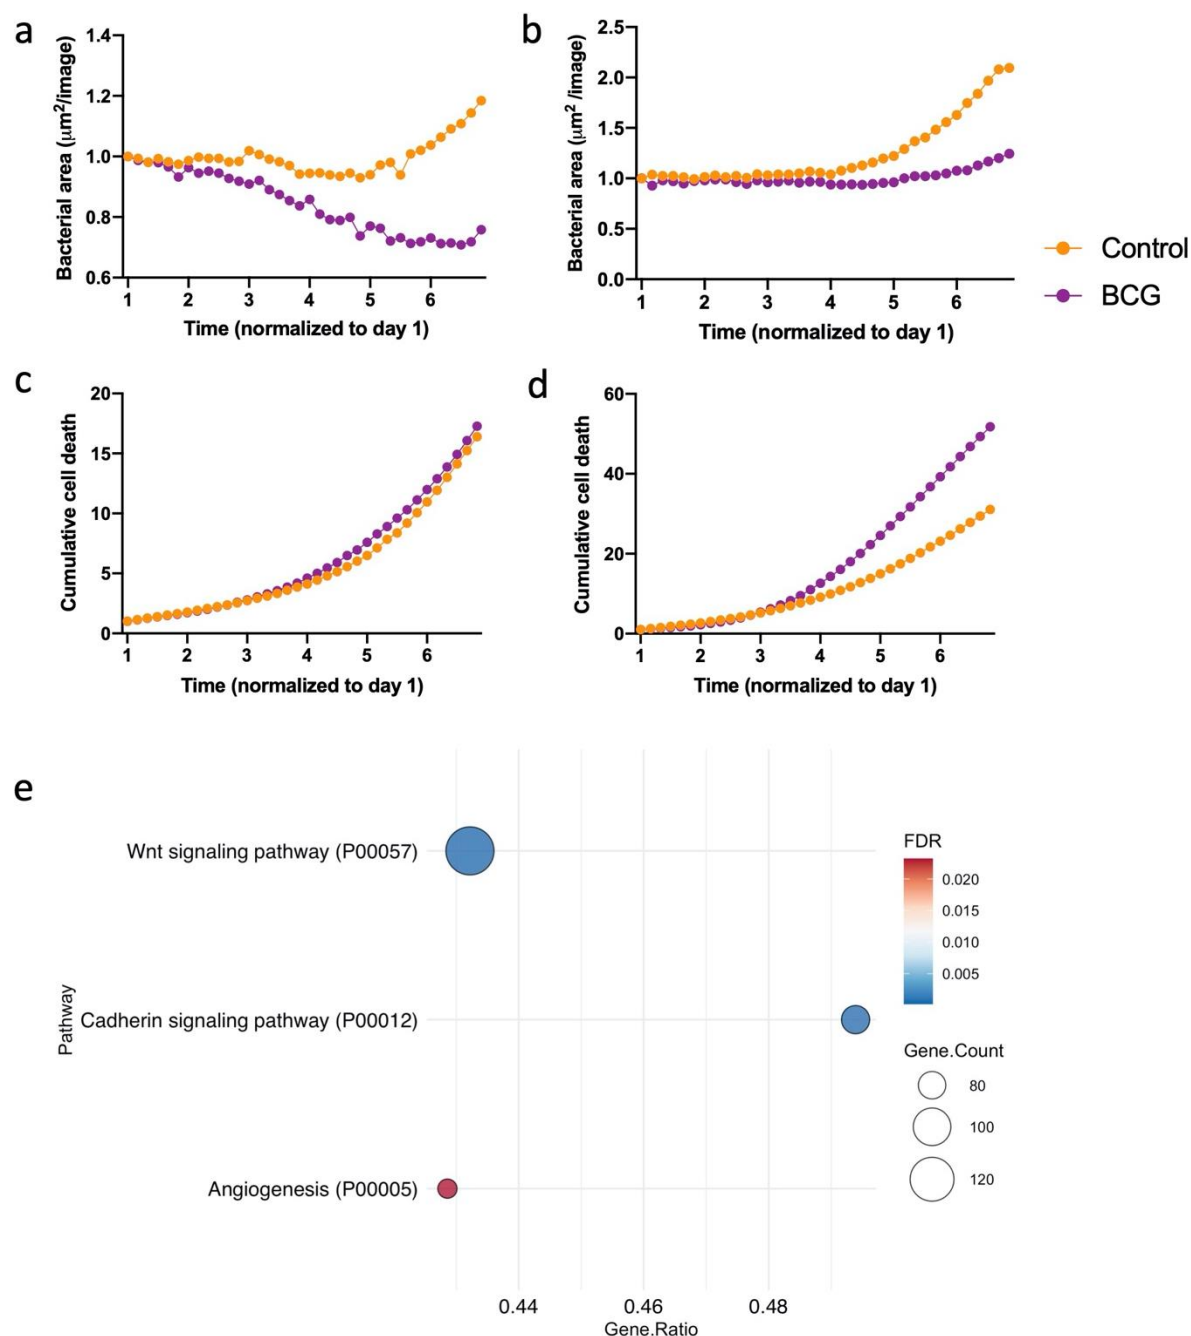 a
Bacterial area (μm²/image)
1.4
1.2
1.0
0.8
0.6
1 2 3 4 5 6
Time (normalized to day 1)
b
Bacterial area (μm² /image)
2.5
2.0
1.5
1.0
0.5
0.0
1 2 3 4 5 6
Time (normalized to day 1)
Control
BCG
c
Cumulative cell death
20
15
10
5
0
1 2 3 4 5 6
Time (normalized to day 1)
d
Cumulative cell death
60
40
20
0
1 2 3 4 5 6
Time (normalized to day 1)
e
Pathway
Wnt signaling pathway (P00057)
Cadherin signaling pathway (P00012)
Angiogenesis (P00005)
0.44 0.46 0.48
Gene.Ratio
FDR
0.020
0.015
0.010
0.005
Gene.Count
80
100
120